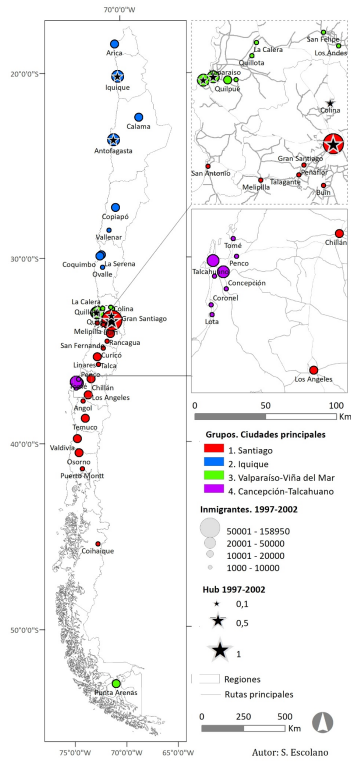 70°0'0"O
Arica
20°0'0"S
Iquique
Calama
Antofagasta
Copiapó
Vallenar
30°0'0"S
Coquimbo
La Serena
Ovalle
La Calera
Colina
Gran Santiago
Melipilla
Rancagua
San Fernando
Curicó
Linares
Talca
Penco
Chillán
Los Angeles
Angol
Temuco
40°0'0"S
Valdivia
Osorno
Puerto Montt
Coihaique
50°0'0"S
Punta Arenas
75°0'0"O
70°0'0"O
65°0'0"O
San Felipe
La Calera
Los Andes
Quillota
Valparaiso
Quilpué
Colina
Gran Santiago
San Antonio
Peñaflor
Talagante
Melipilla
Buin
Tomé
Chillán
Penco
Talcahuano
Concepción
Coronel
Lota
Los Angeles
0 50 100
Km
Grupos. Ciudades principales
1. Santiago
2. Iquique
3. Valparaíso-Viña del Mar
4. Cancepción-Talcahuano
Inmigrantes. 1997-2002
50001 - 158950
20001 - 50000
10001 - 20000
1000 - 10000
Hub 1997-2002
0,1
0,5
1
Regiones
Rutas principales
0 250 500
Km
Autor: S. Escolano